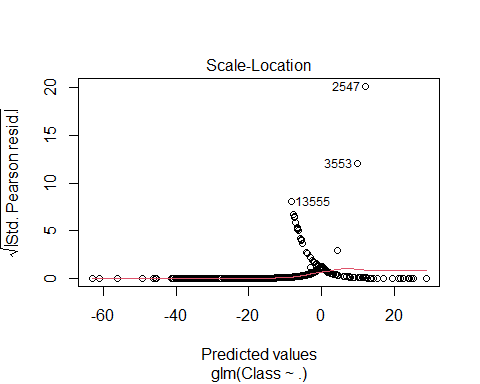 Scale-Location
√|Std. Pearson resid.|
20
15
10
5
0
2547
3553
13555
-60 -40 -20 0 20
Predicted values
glm(Class ~ .)